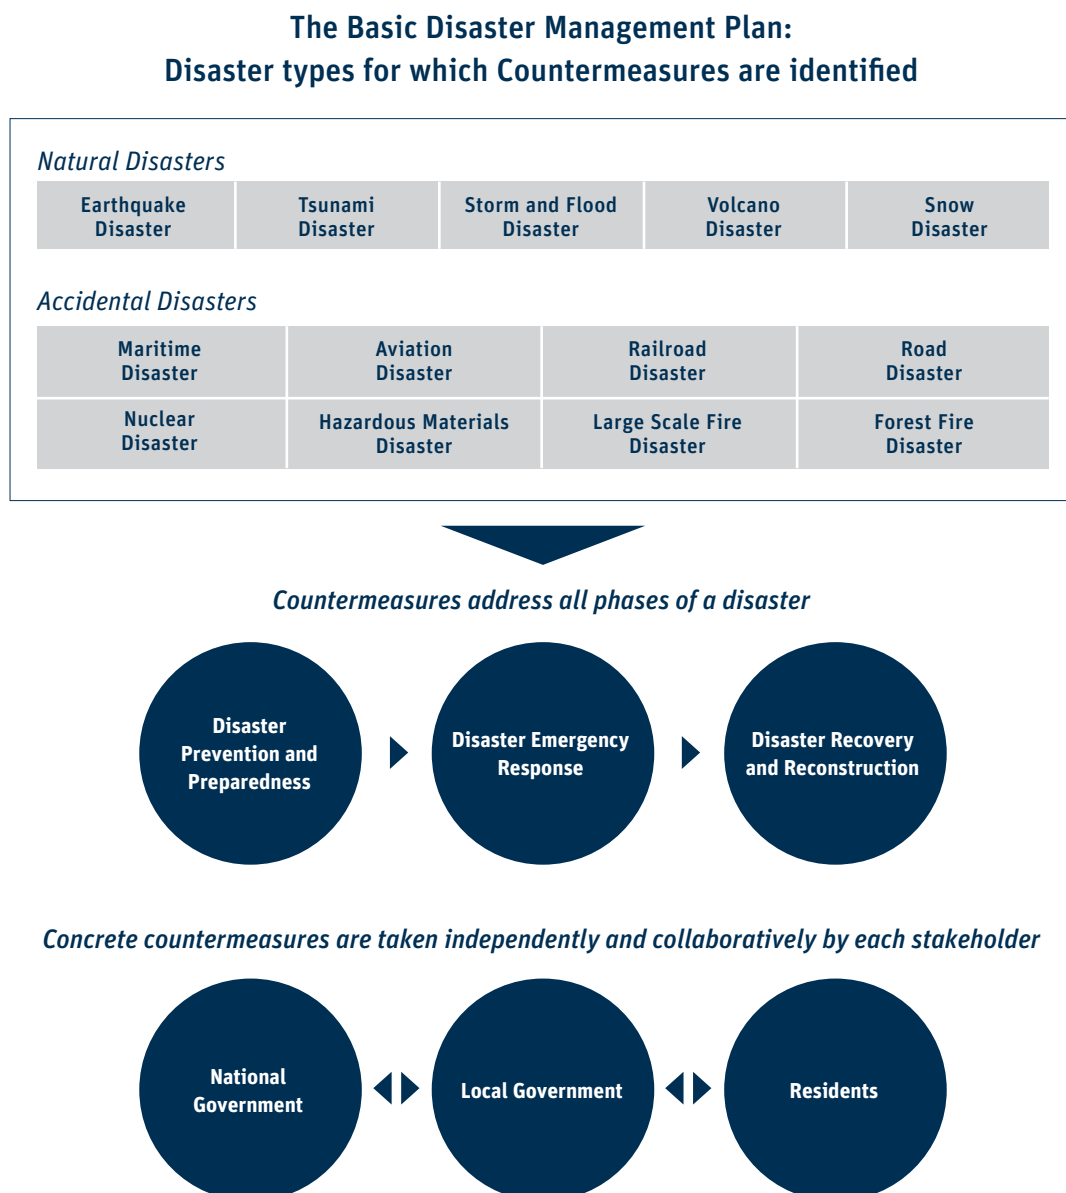 The Basic Disaster Management Plan:
Disaster types for which Countermeasures are identified
Natural Disasters
Earthquake
Disaster
Tsunami
Disaster
Storm and Flood
Disaster
Volcano
Disaster
Snow
Disaster
Accidental Disasters
Maritime
Disaster
Aviation
Disaster
Railroad
Disaster
Road
Disaster
Nuclear
Disaster
Hazardous Materials
Disaster
Large Scale Fire
Disaster
Forest Fire
Disaster
Countermeasures address all phases of a disaster
Disaster
Prevention and
Preparedness
Disaster Emergency
Response
Disaster Recovery
and Reconstruction
Concrete countermeasures are taken independently and collaboratively by each stakeholder
National
Government
Local Government
Residents